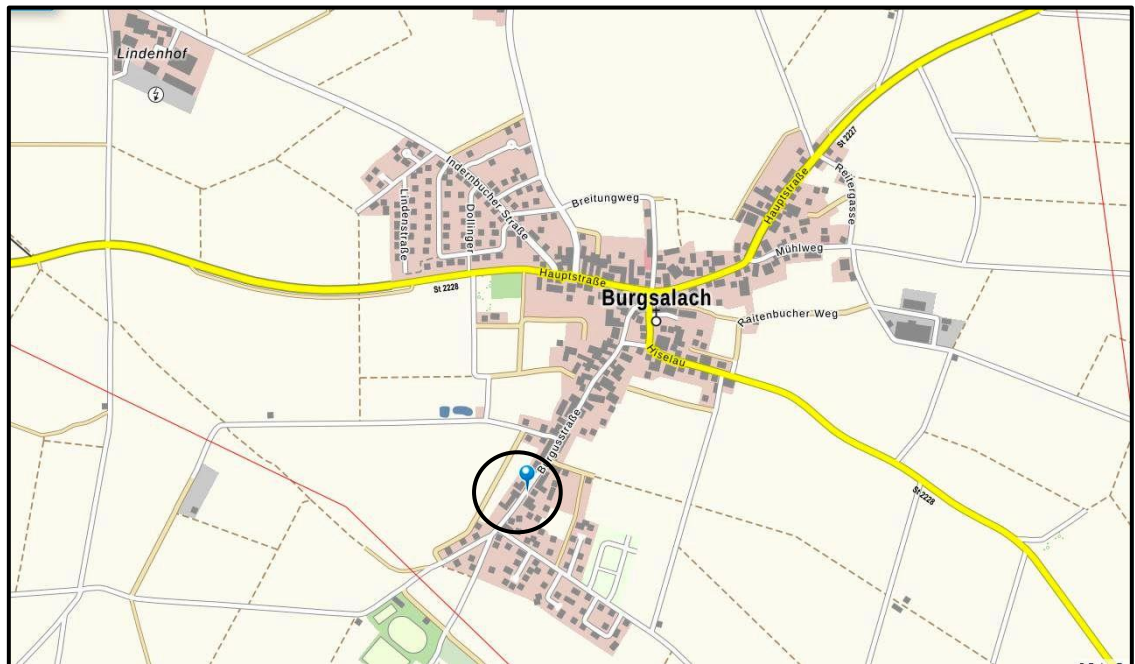 Lindenhof
St 2227
Indernbucher Straße
Lindenstraße
Dollinger
Breitungweg
Hauptstraße
Reitergasse
Mühlweg
Hauptstraße
St 2228
Burgsalach
Raitenbucher Weg
Hiselau
Burgusstraße
St 2228